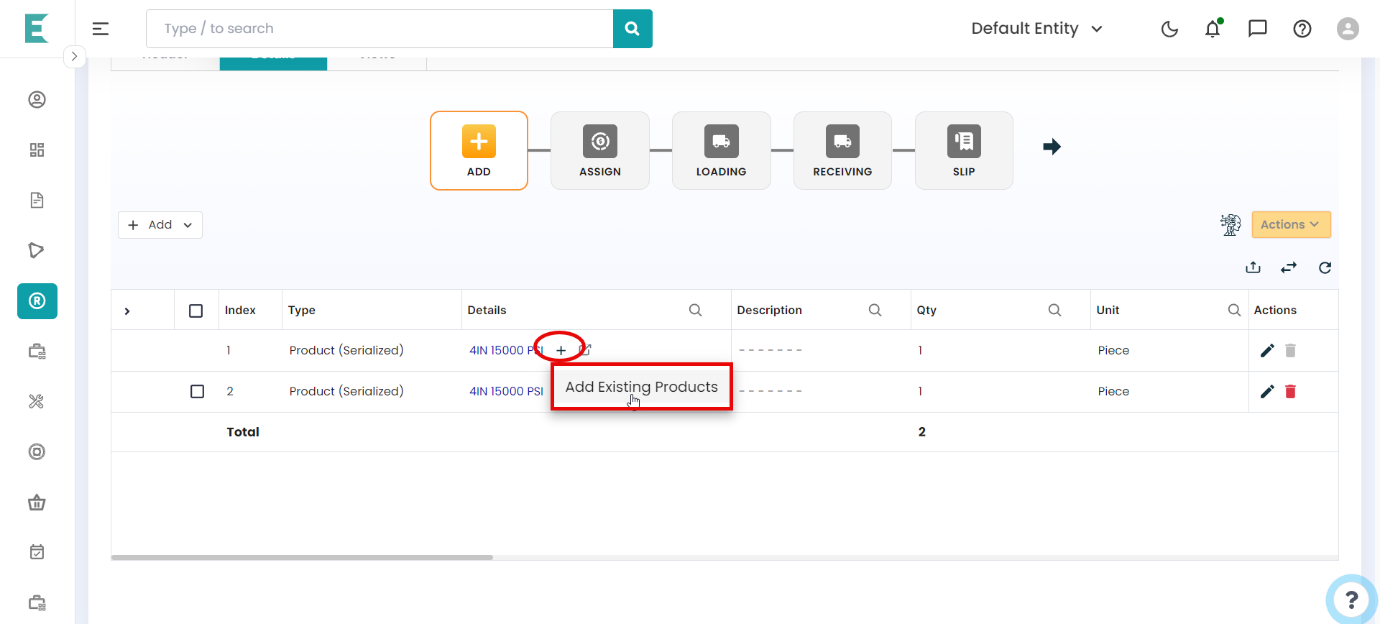 E
Type / to search
Default Entity
Details
ADD
ASSIGN
LOADING
RECEIVING
SLIP
+ Add
Actions
Index Type Details Description Qty Unit Actions
1 Product (Serialized) 4IN 15000 PSI + ------- 1 Piece
Add Existing Products
2 Product (Serialized) 4IN 15000 PSI ------- 1 Piece
Total 2
R
?